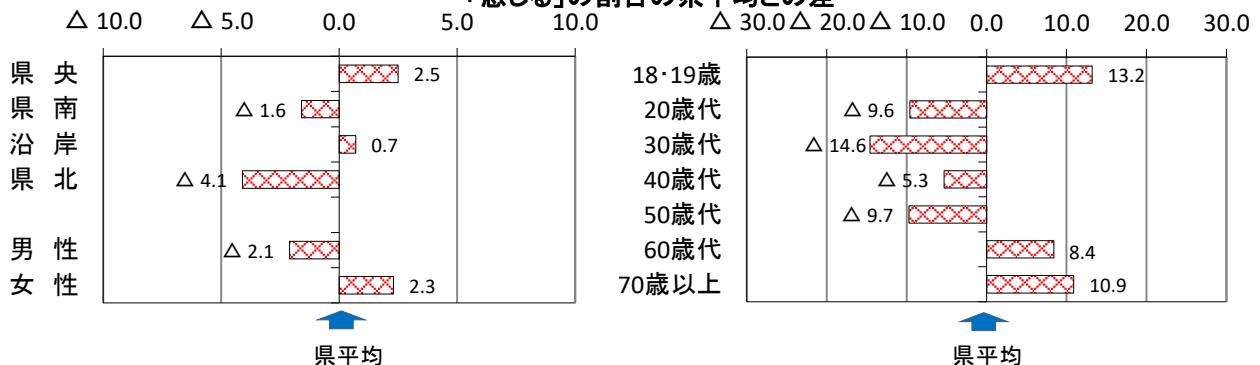 「感じる」の割合の県平均との差
△ 10.0 △ 5.0 0.0 5.0 10.0
県 央 2.5
県 南 △ 1.6
沿 岸 0.7
県 北 △ 4.1
男 性 △ 2.1
女 性 2.3
県平均
△ 30.0 △ 20.0 △ 10.0 0.0 10.0 20.0 30.0
18・19歳 13.2
20歳代 △ 9.6
30歳代 △ 14.6
40歳代 △ 5.3
50歳代 △ 9.7
60歳代 8.4
70歳以上 10.9
県平均